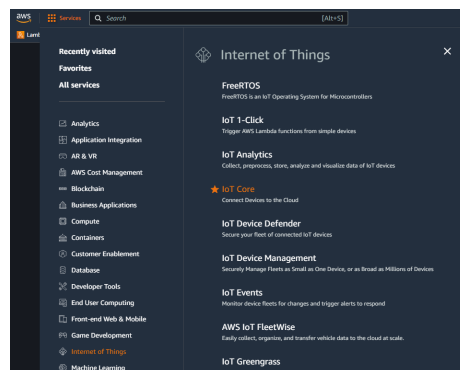 aws
Services
Search
[Alt+S]
Lamb
Recently visited
Favorites
All services
Analytics
Application Integration
AR & VR
AWS Cost Management
Blockchain
Business Applications
Compute
Containers
Customer Enablement
Database
Developer Tools
End User Computing
Front-end Web & Mobile
Game Development
Internet of Things
Machine Learning
Internet of Things
FreeRTOS
FreeRTOS is an IoT Operating System for Microcontrollers
IoT 1-Click
Trigger AWS Lambda functions from simple devices
IoT Analytics
Collect, preprocess, store, analyze and visualize data of IoT devices
IoT Core
Connect Devices to the Cloud
IoT Device Defender
Secure your fleet of connected IoT devices
IoT Device Management
Securely Manage Fleets as Small as One Device, or as Broad as Millions of Devices
IoT Events
Monitor device fleets for changes and trigger alerts to respond
AWS IoT FleetWise
Easily collect, organize, and transfer vehicle data to the cloud at scale.
IoT Greengrass